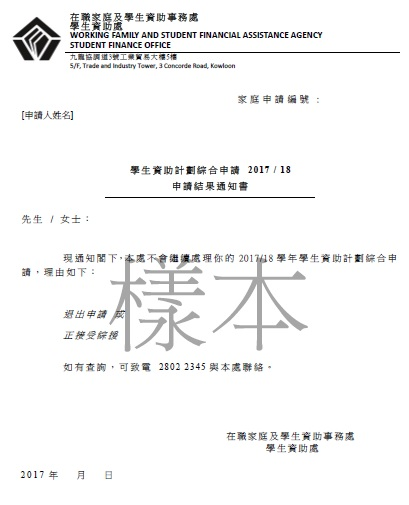 在職家庭及學生資助事務處
學生資助處
WORKING FAMILY AND STUDENT FINANCIAL ASSISTANCE AGENCY
STUDENT FINANCE OFFICE
九龍協調道3號工業貿易大樓5樓
5/F, Trade and Industry Tower, 3 Concorde Road, Kowloon
家庭申請編號：
[申請人姓名]
學生資助計劃綜合申請 2017 / 18
申請結果通知書
先生 / 女士：
現通知閣下，本處不會繼續處理你的 2017/18 學年學生資助計劃綜合申
請，理由如下：
退出申請 或
正接受綜援
樣本
如有查詢，可致電 2802 2345 與本處聯絡。
在職家庭及學生資助事務處
學生資助處
2017 年 月 日